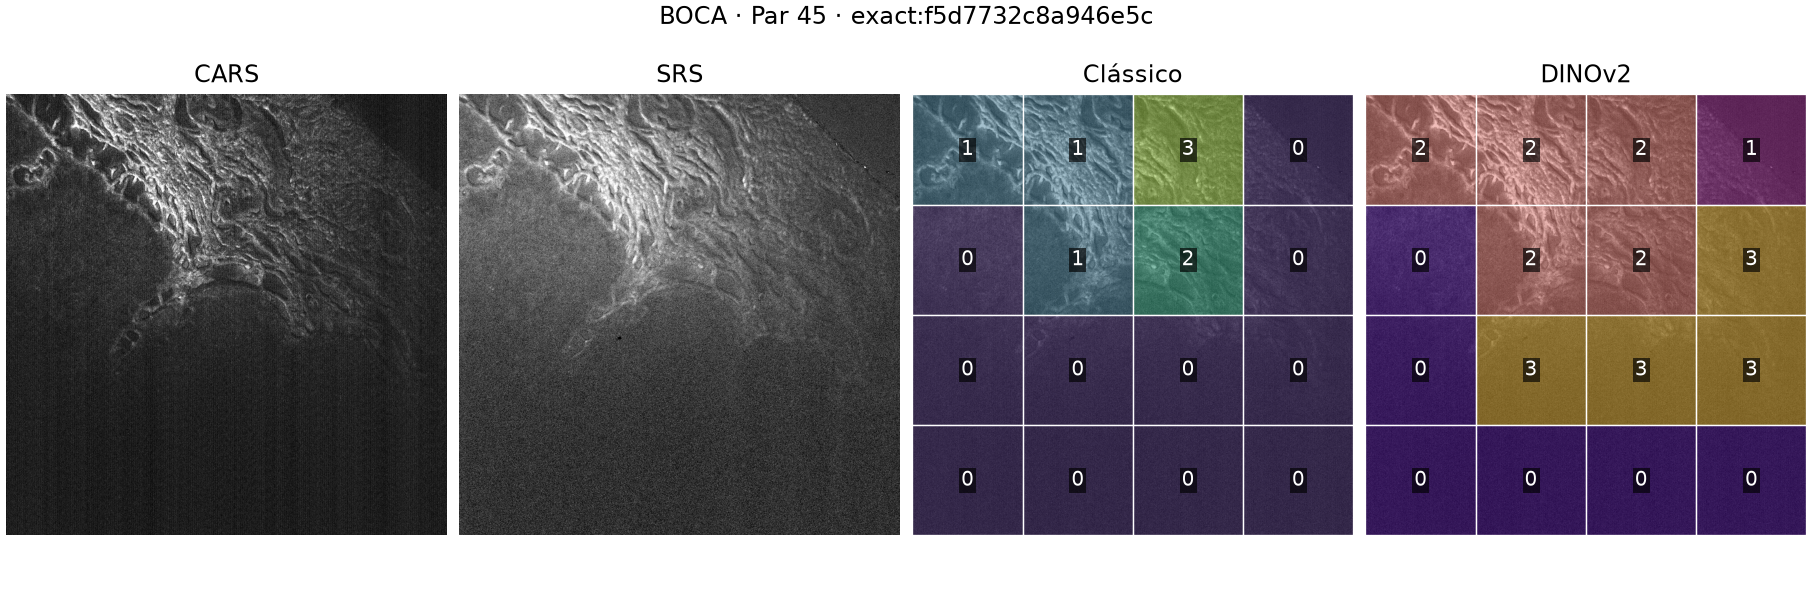 BOCA · Par 45 · exact:f5d7732c8a946e5c
CARS
SRS
Clássico
DINOv2
1 1 3 0
0 1 2 0
0 0 0 0
0 0 0 0
2 2 2 1
0 2 2 3
0 3 3 3
0 0 0 0